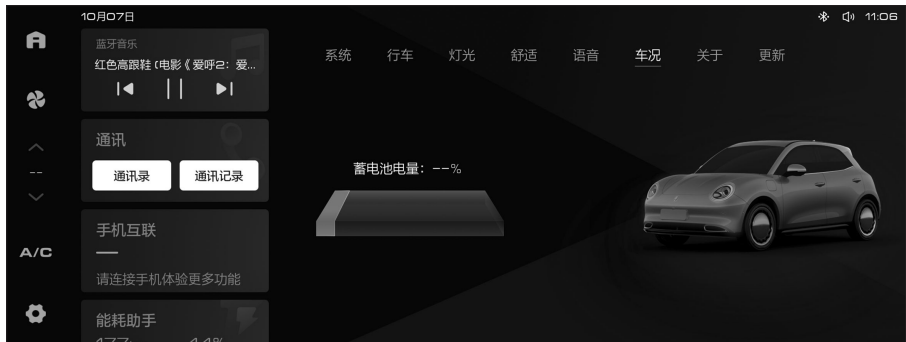 10月07日
11:06
蓝牙音乐
红色高跟鞋 (电影《爱呼2：爱...
通讯
通讯录 通讯记录
手机互联
请连接手机体验更多功能
能耗助手
--
A/C
系统 行车 灯光 舒适 语音 车况 关于 更新
蓄电池电量：--%